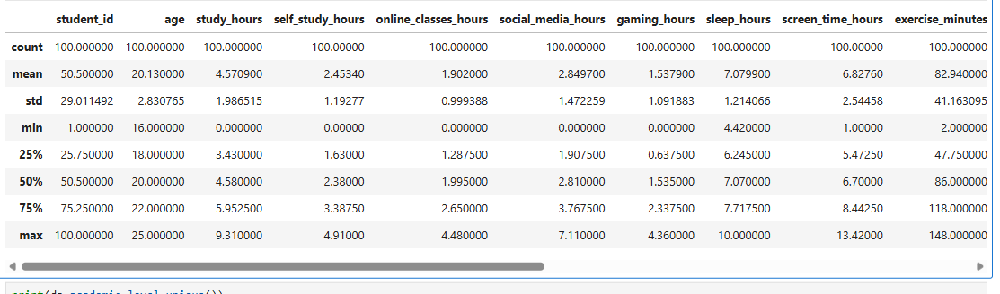 student_id age study_hours self_study_hours online_classes_hours social_media_hours gaming_hours sleep_hours screen_time_hours exercise_minutes
count 100.000000 100.000000 100.000000 100.00000 100.000000 100.000000 100.000000 100.000000 100.00000 100.000000
mean 50.500000 20.130000 4.570900 2.45340 1.902000 2.849700 1.537900 7.079900 6.82760 82.940000
std 29.011492 2.830765 1.986515 1.19277 0.999388 1.472259 1.091883 1.214066 2.54458 41.163095
min 1.000000 16.000000 0.000000 0.00000 0.000000 0.000000 0.000000 4.420000 1.00000 2.000000
25% 25.750000 18.000000 3.430000 1.63000 1.287500 1.907500 0.637500 6.245000 5.47250 47.750000
50% 50.500000 20.000000 4.580000 2.38000 1.995000 2.810000 1.535000 7.070000 6.70000 86.000000
75% 75.250000 22.000000 5.952500 3.38750 2.650000 3.767500 2.337500 7.717500 8.44250 118.000000
max 100.000000 25.000000 9.310000 4.91000 4.480000 7.110000 4.360000 10.000000 13.42000 148.000000